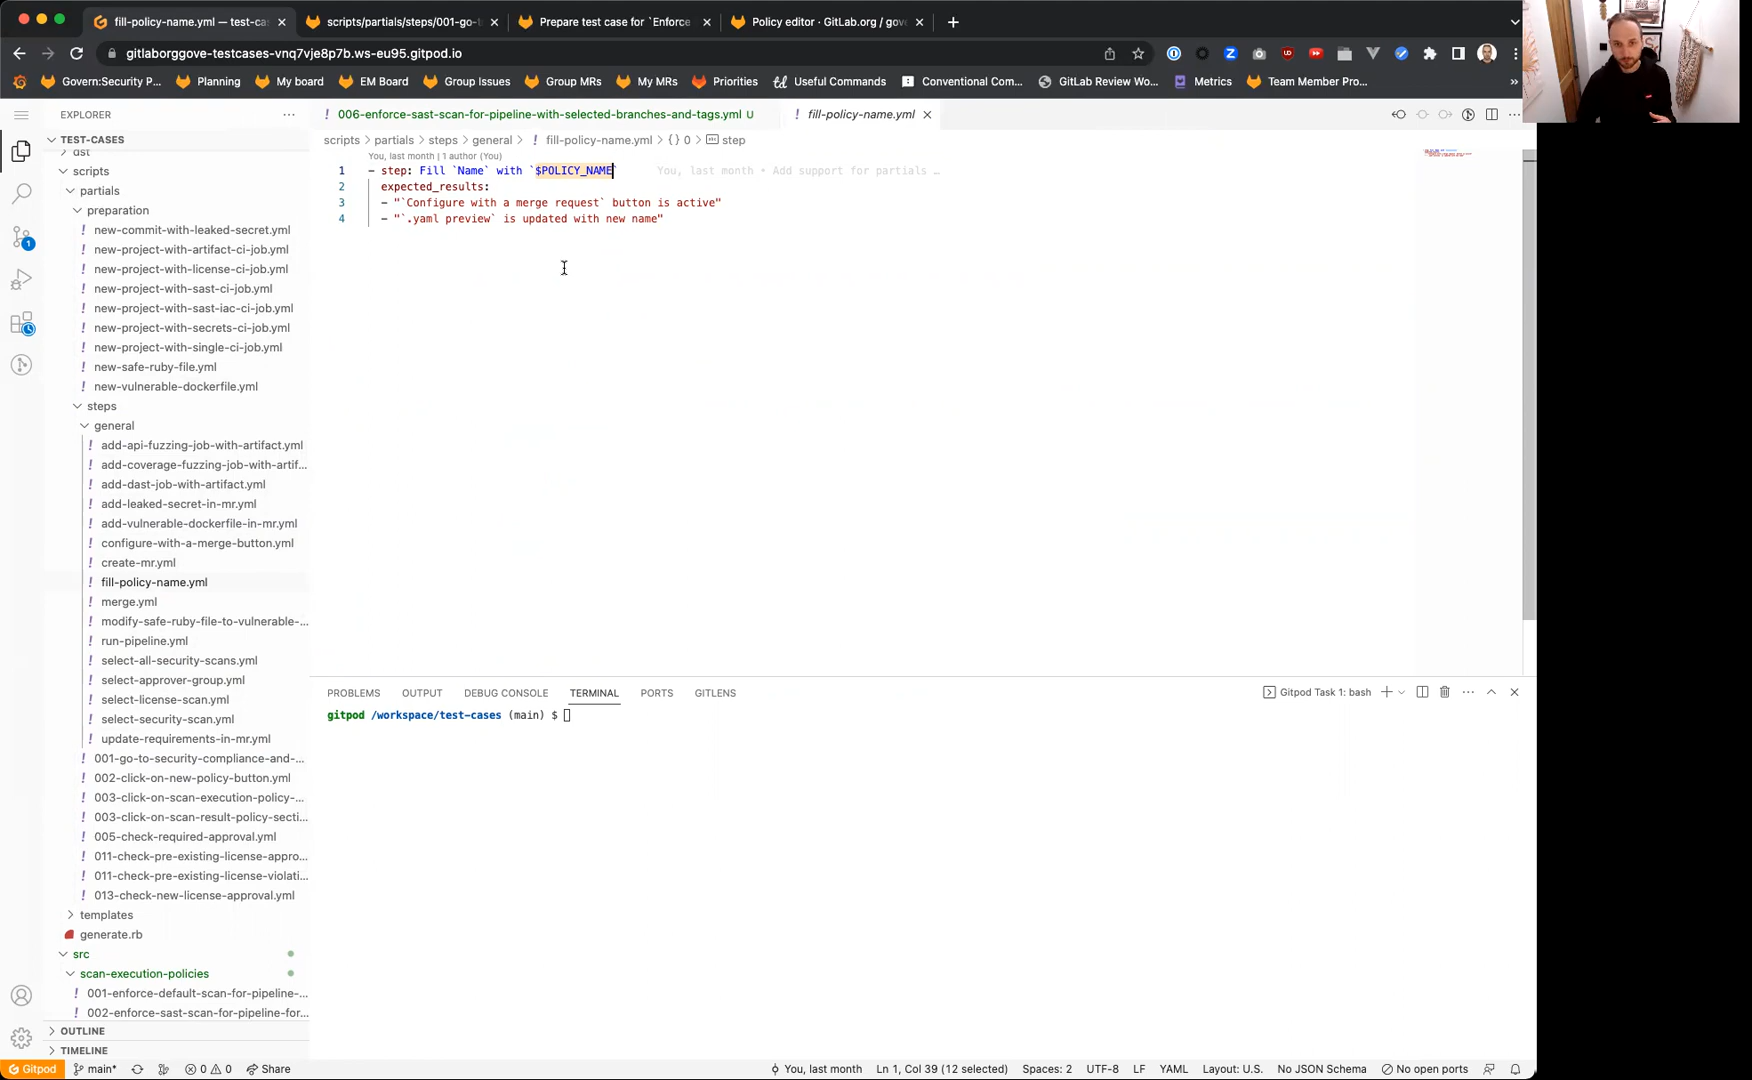 fill-policy-name.yml — test-ca
scripts/partials/steps/001-go-t
Prepare test case for `Enforce
Policy editor · GitLab.org / gov
gitlaborggove-testcases-vnq7vje8p7b.ws-eu95.gitpod.io
Govern:Security P...
Planning
My board
EM Board
Group Issues
Group MRs
My MRs
Priorities
Useful Commands
Conventional Com...
GitLab Review Wo...
Metrics
Team Member Pro...
»
EXPLORER
TEST-CASES
dst
scripts
partials
preparation
new-commit-with-leaked-secret.yml
new-project-with-artifact-ci-job.yml
new-project-with-license-ci-job.yml
new-project-with-sast-ci-job.yml
new-project-with-sast-iac-ci-job.yml
new-project-with-secrets-ci-job.yml
new-project-with-single-ci-job.yml
new-safe-ruby-file.yml
new-vulnerable-dockerfile.yml
steps
general
add-api-fuzzing-job-with-artifact.yml
add-coverage-fuzzing-job-with-artif...
add-dast-job-with-artifact.yml
add-leaked-secret-in-mr.yml
add-vulnerable-dockerfile-in-mr.yml
configure-with-a-merge-button.yml
create-mr.yml
fill-policy-name.yml
merge.yml
modify-safe-ruby-file-to-vulnerable-...
run-pipeline.yml
select-all-security-scans.yml
select-approver-group.yml
select-license-scan.yml
select-security-scan.yml
update-requirements-in-mr.yml
001-go-to-security-compliance-and-...
002-click-on-new-policy-button.yml
003-click-on-scan-execution-policy-...
003-click-on-scan-result-policy-secti...
005-check-required-approval.yml
011-check-pre-existing-license-appro...
011-check-pre-existing-license-violati...
013-check-new-license-approval.yml
templates
generate.rb
src
scan-execution-policies
001-enforce-default-scan-for-pipeline-...
002-enforce-sast-scan-for-pipeline-for...
OUTLINE
TIMELINE
006-enforce-sast-scan-for-pipeline-with-selected-branches-and-tags.yml U
fill-policy-name.yml
scripts > partials > steps > general > ! fill-policy-name.yml > { } 0 > step
You, last month | 1 author (You)
1 - step: Fill `Name` with `$POLICY_NAME` You, last month • Add support for partials …
2 expected_results:
3 - "`Configure with a merge request` button is active"
4 - "`.yaml preview` is updated with new name"
PROBLEMS OUTPUT DEBUG CONSOLE TERMINAL PORTS GITLENS
Gitpod Task 1: bash
gitpod /workspace/test-cases (main) $
Gitpod main* 0 0 Share
You, last month Ln 1, Col 39 (12 selected) Spaces: 2 UTF-8 LF YAML Layout: U.S. No JSON Schema No open ports